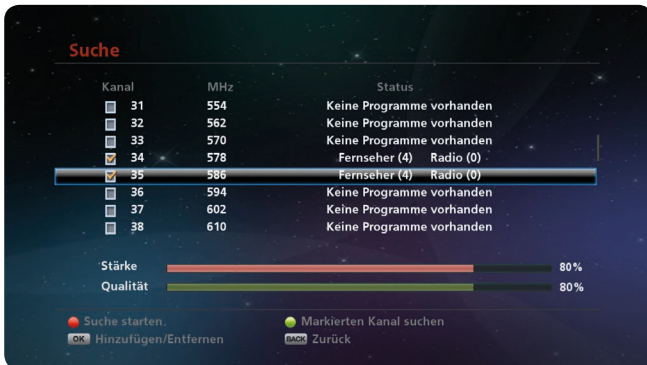 Suche
Kanal MHz Status
31 554 Keine Programme vorhanden
32 562 Keine Programme vorhanden
33 570 Keine Programme vorhanden
34 578 Fernseher (4) Radio (0)
35 586 Fernseher (4) Radio (0)
36 594 Keine Programme vorhanden
37 602 Keine Programme vorhanden
38 610 Keine Programme vorhanden
Stärke 80%
Qualität 80%
Suche starten Markierten Kanal suchen
OK Hinzufügen/Entfernen BACK Zurück